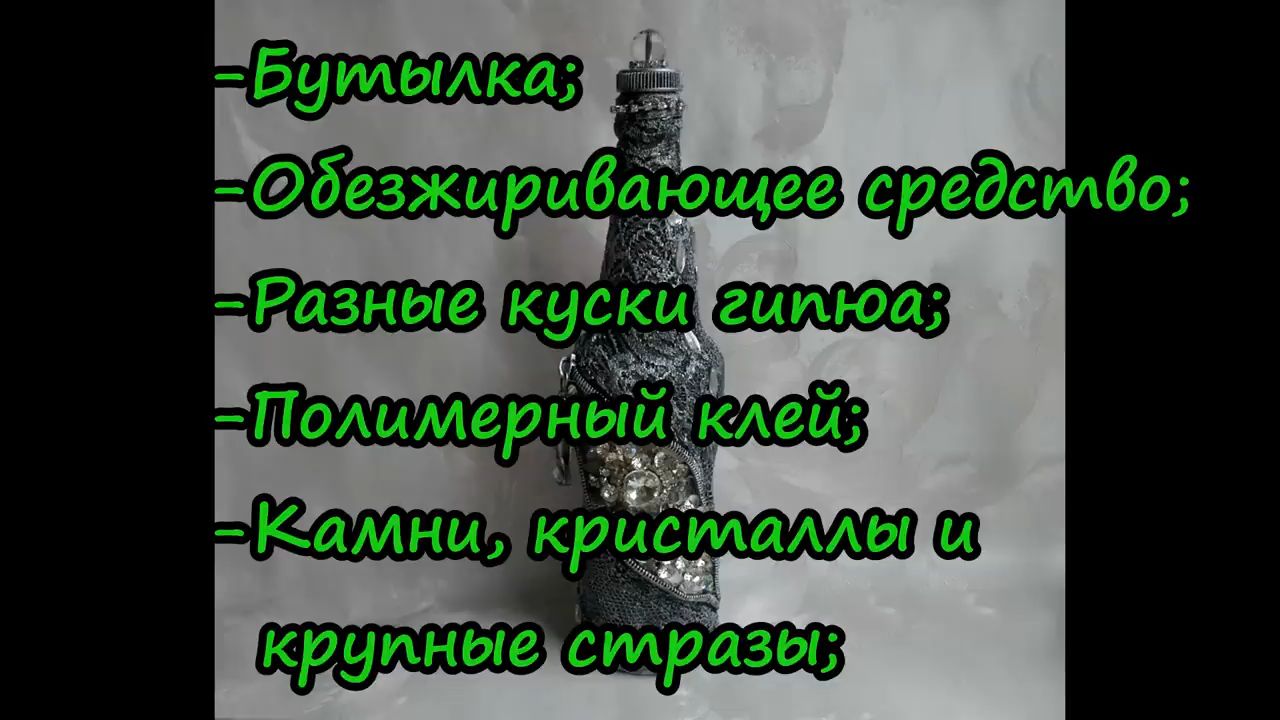 -Бутылка;
-Обезжиривающее средство;
-Разные куски гипюа;
-Полимерный клей;
-Камни, кристаллы и
крупные стразы;